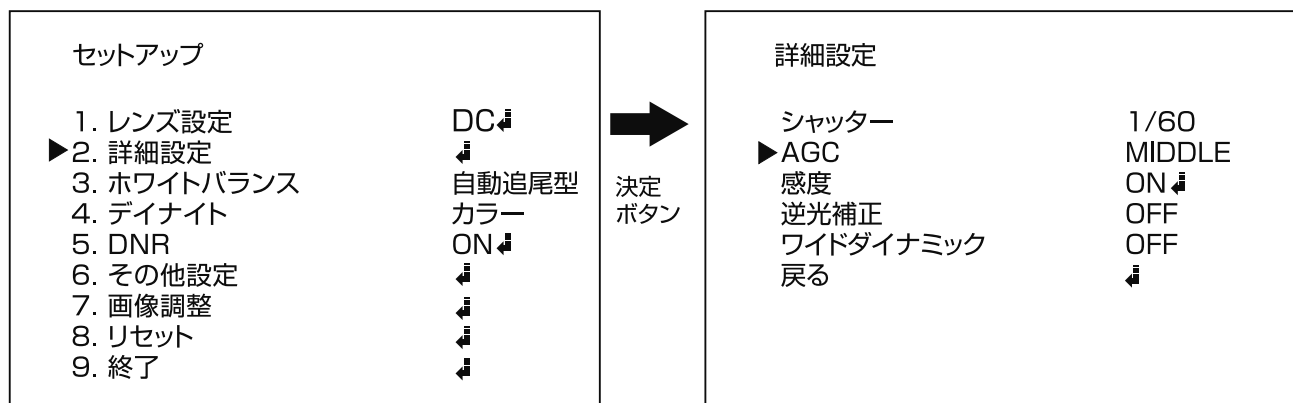 セットアップ
1. レンズ設定 DC↲
▶2. 詳細設定 ↲
3. ホワイトバランス 自動追尾型
4. デイナイト カラー
5. DNR ON↲
6. その他設定 ↲
7. 画像調整 ↲
8. リセット ↲
9. 終了 ↲
決定
ボタン
詳細設定
シャッター 1/60
▶AGC MIDDLE
感度 ON↲
逆光補正 OFF
ワイドダイナミック OFF
戻る ↲